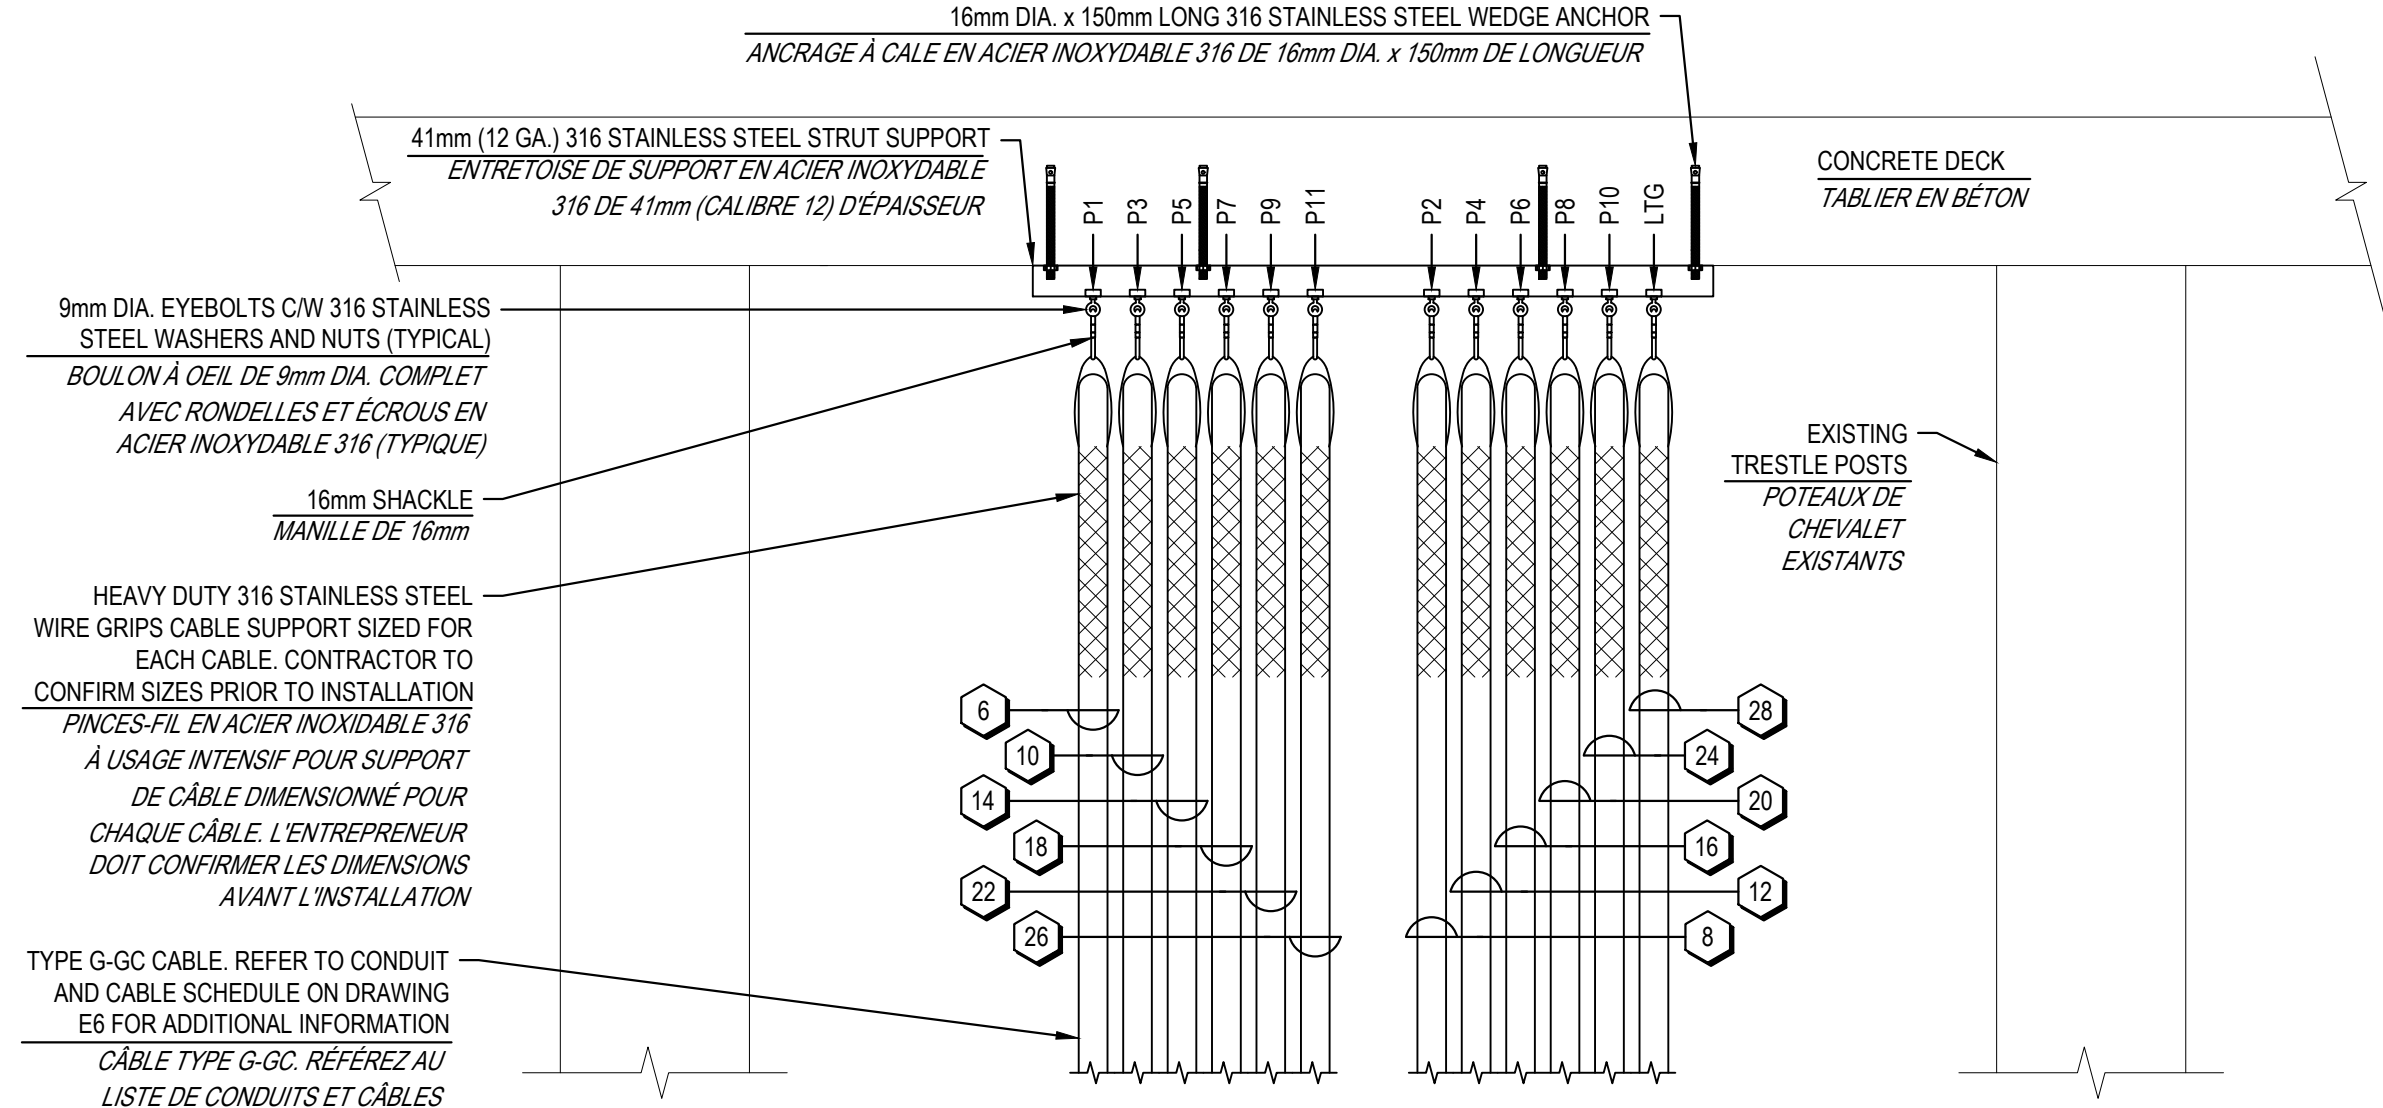 16mm DIA. x 150mm LONG 316 STAINLESS STEEL WEDGE ANCHOR
ANCRAGE À CALE EN ACIER INOXYDABLE 316 DE 16mm DIA. x 150mm DE LONGUEUR
41mm (12 GA.) 316 STAINLESS STEEL STRUT SUPPORT
ENTRETOISE DE SUPPORT EN ACIER INOXYDABLE
316 DE 41mm (CALIBRE 12) D'ÉPAISSEUR
CONCRETE DECK
TABLIER EN BÉTON
P1
P3
P5
P7
P9
P11
P2
P4
P6
P8
P10
LTG
9mm DIA. EYEBOLTS C/W 316 STAINLESS
STEEL WASHERS AND NUTS (TYPICAL)
BOULON À OEIL DE 9mm DIA. COMPLET
AVEC RONDELLES ET ÉCROUS EN
ACIER INOXYDABLE 316 (TYPIQUE)
16mm SHACKLE
MANILLE DE 16mm
EXISTING
TRESTLE POSTS
POTEAUX DE
CHEVALET
EXISTANTS
HEAVY DUTY 316 STAINLESS STEEL
WIRE GRIPS CABLE SUPPORT SIZED FOR
EACH CABLE. CONTRACTOR TO
CONFIRM SIZES PRIOR TO INSTALLATION
PINCES-FIL EN ACIER INOXIDABLE 316
À USAGE INTENSIF POUR SUPPORT
DE CÂBLE DIMENSIONNÉ POUR
CHAQUE CÂBLE. L'ENTREPRENEUR
DOIT CONFIRMER LES DIMENSIONS
AVANT L'INSTALLATION
6
10
14
18
22
26
28
24
20
16
12
8
TYPE G-GC CABLE. REFER TO CONDUIT
AND CABLE SCHEDULE ON DRAWING
E6 FOR ADDITIONAL INFORMATION
CÂBLE TYPE G-GC. RÉFÉREZ AU
LISTE DE CONDUITS ET CÂBLES